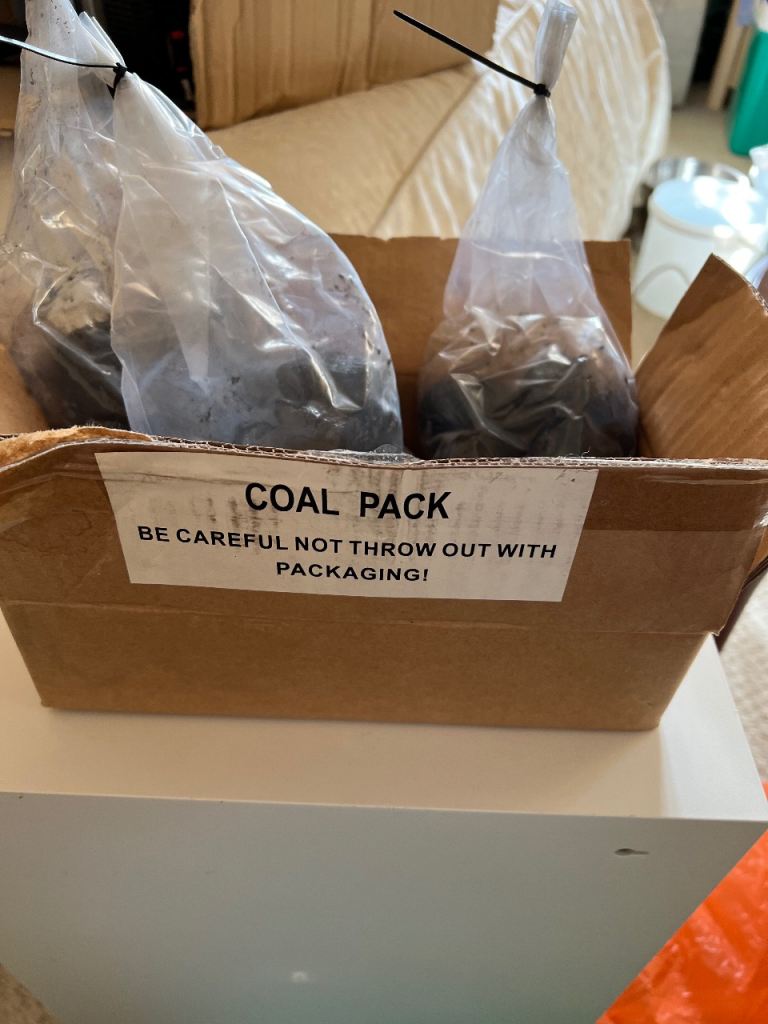 COAL PACK
BE CAREFUL NOT THROW OUT WITH
PACKAGING!